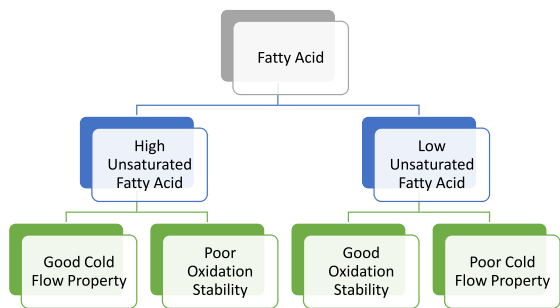 Fatty Acid
High
Unsaturated
Fatty Acid
Low
Unsaturated
Fatty Acid
Good Cold
Flow Property
Poor
Oxidation
Stability
Good
Oxidation
Stability
Poor Cold
Flow Property